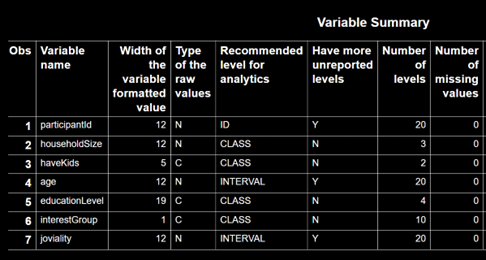 Variable Summary
Obs Variable name Width of the variable formatted value Type of the raw values Recommended level for analytics Have more unreported levels Number of levels Number of missing values
1 participantId 12 N ID Y 20 0
2 householdSize 12 N CLASS N 3 0
3 haveKids 5 C CLASS N 2 0
4 age 12 N INTERVAL Y 20 0
5 educationLevel 19 C CLASS N 4 0
6 interestGroup 1 C CLASS N 10 0
7 joviality 12 N INTERVAL Y 20 0